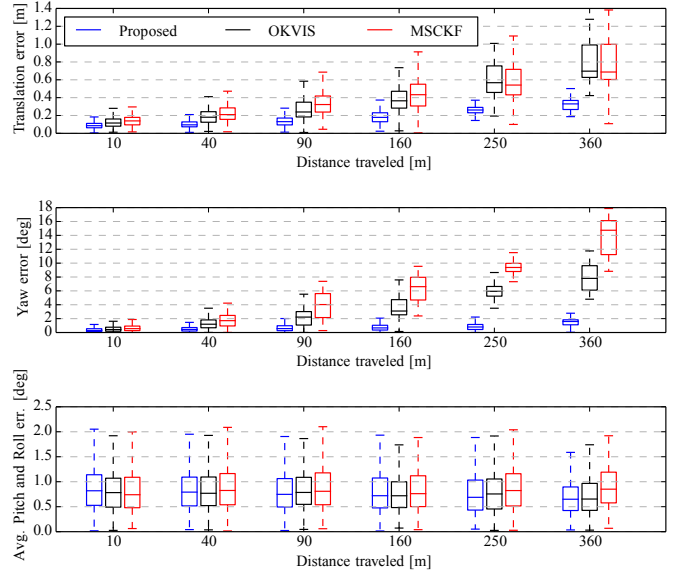 Translation error [m]
1.4
1.2
1.0
0.8
0.6
0.4
0.2
0.0
Proposed OKVIS MSCKF
10 40 90 160 250 360
Distance traveled [m]
Yaw error [deg]
18
16
14
12
10
8
6
4
2
0
10 40 90 160 250 360
Distance traveled [m]
Avg. Pitch and Roll err. [deg]
2.5
2.0
1.5
1.0
0.5
0.0
10 40 90 160 250 360
Distance traveled [m]